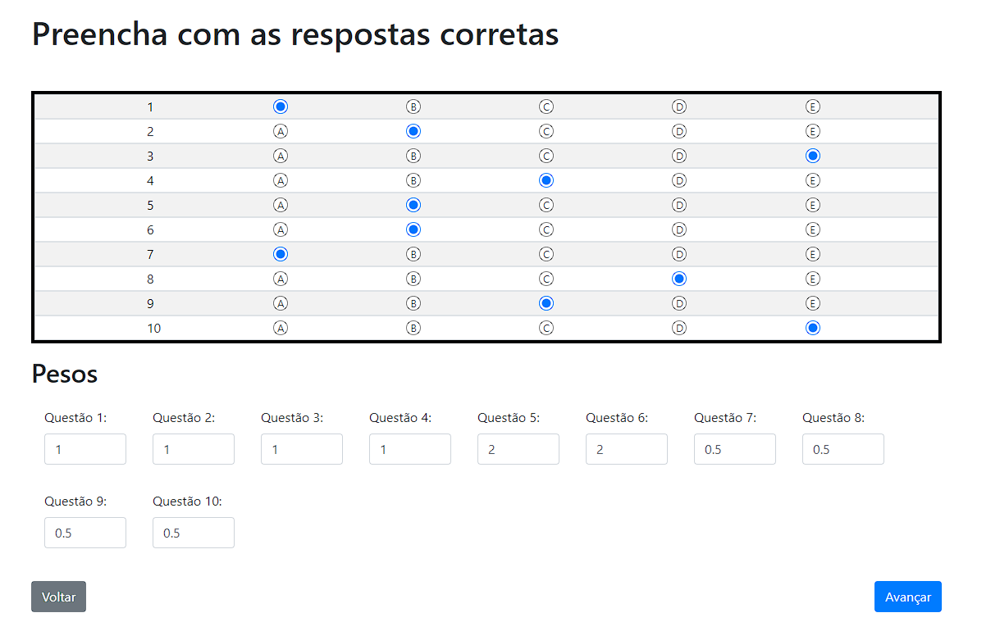 Preencha com as respostas corretas
1 B C D E
2 A C D E
3 A B C D
4 A B D E
5 A C D E
6 A C D E
7 B C D E
8 A B C E
9 A B D E
10 A B C D
Pesos
Questão 1: Questão 2: Questão 3: Questão 4: Questão 5: Questão 6: Questão 7: Questão 8:
1 1 1 1 2 2 0.5 0.5
Questão 9: Questão 10:
0.5 0.5
Voltar Avançar